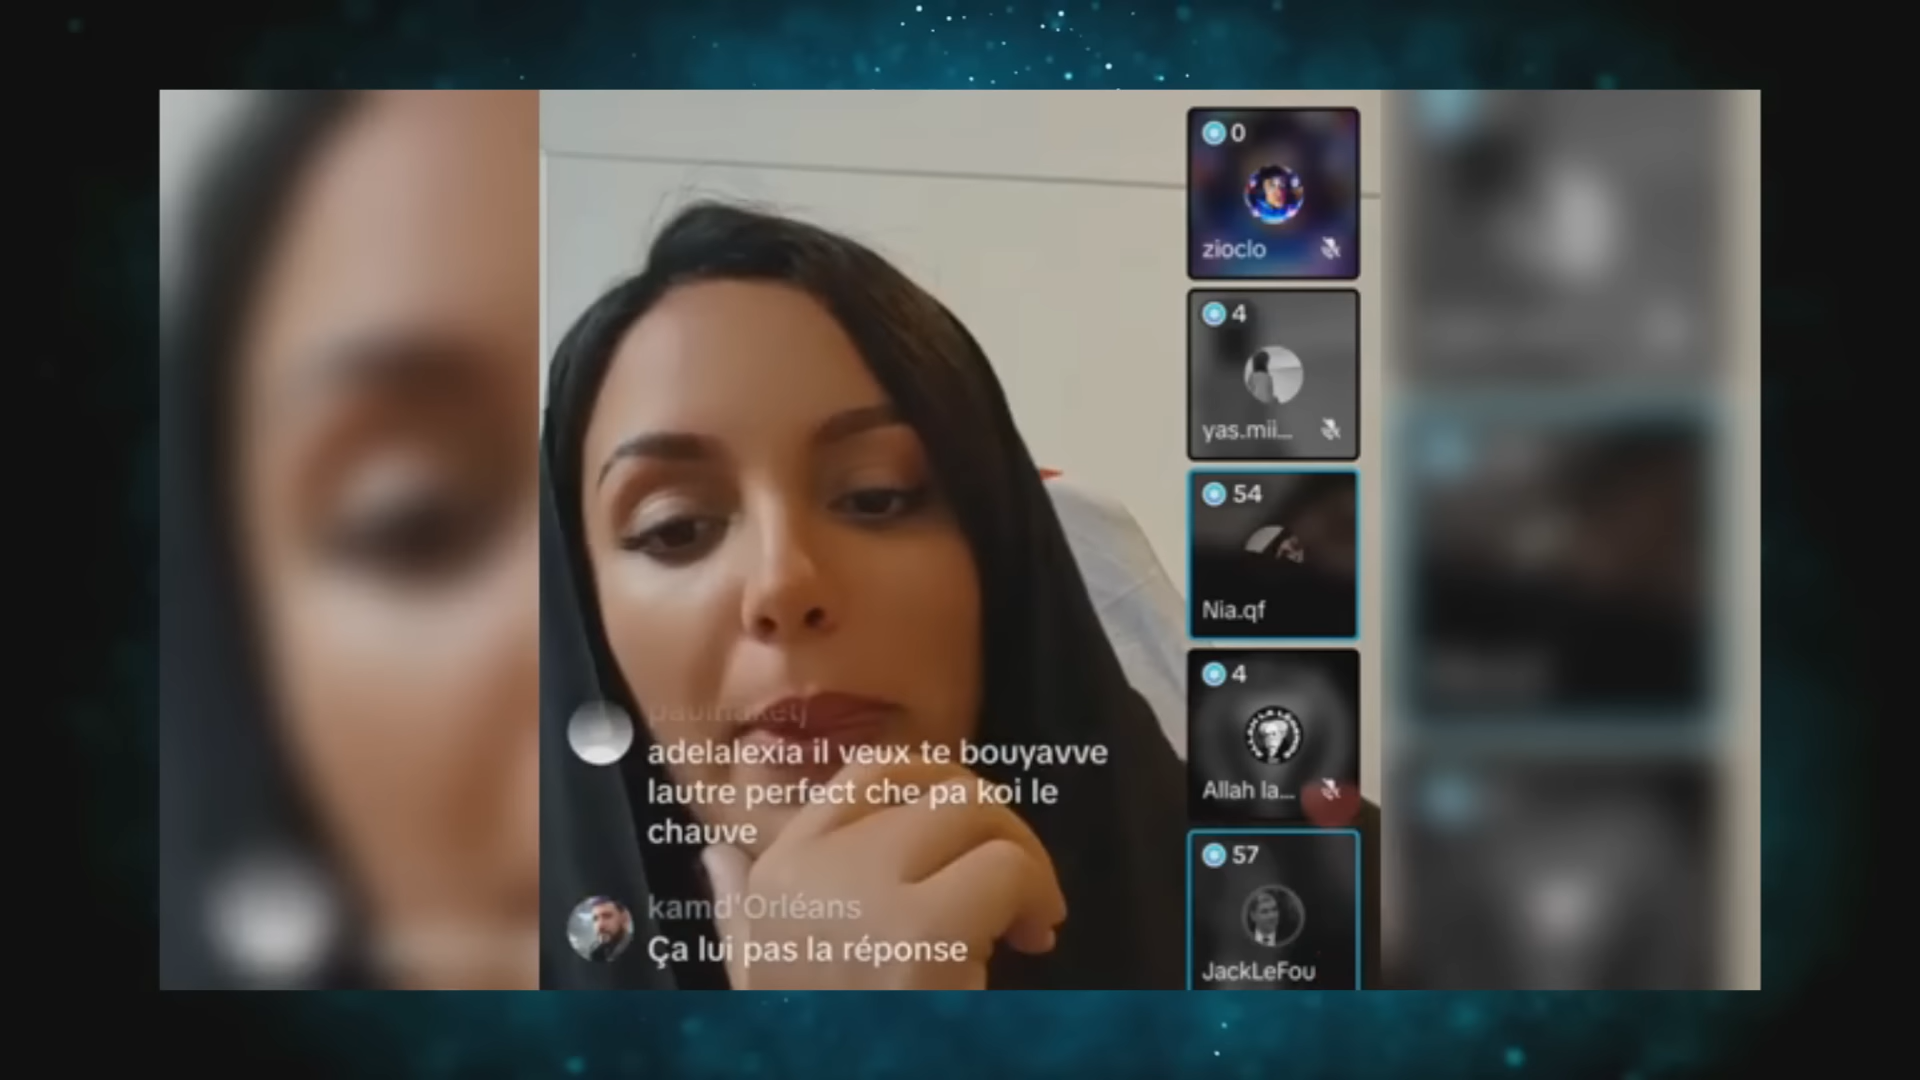 0
zioclo
4
yas.mii...
54
Nia.qf
4
Allah la...
57
JackLeFou
adelalexia il veux te bouyavve
lautre perfect che pa koi le
chauve
kamd'Orléans
Ça lui pas la réponse